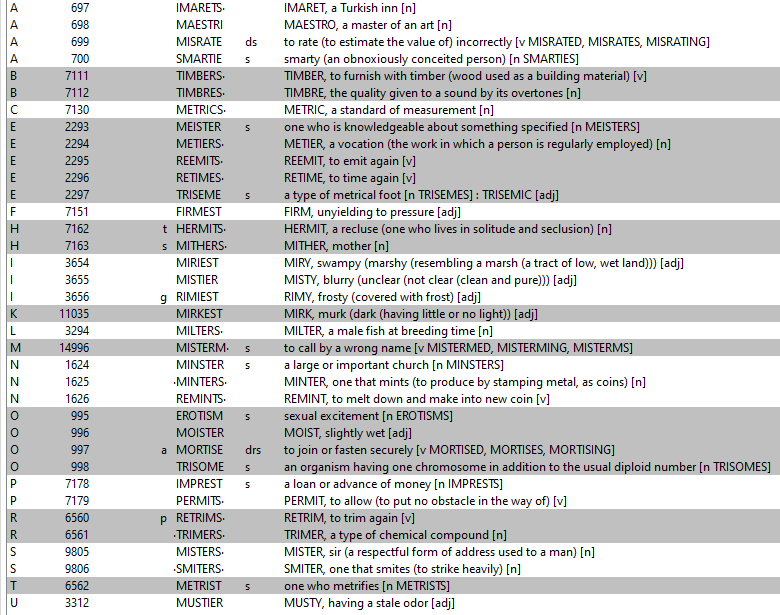 A 697 IMARETS· IMARET, a Turkish inn [n]
A 698 MAESTRI MAESTRO, a master of an art [n]
A 699 MISRATE ds to rate (to estimate the value of) incorrectly [v MISRATED, MISRATES, MISRATING]
A 700 SMARTIE s smarty (an obnoxiously conceited person) [n SMARTIES]
B 7111 TIMBERS· TIMBER, to furnish with timber (wood used as a building material) [v]
B 7112 TIMBRES· TIMBRE, the quality given to a sound by its overtones [n]
C 7130 METRICS· METRIC, a standard of measurement [n]
E 2293 MEISTER s one who is knowledgeable about something specified [n MEISTERS]
E 2294 METIERS· METIER, a vocation (the work in which a person is regularly employed) [n]
E 2295 REEMITS· REEMIT, to emit again [v]
E 2296 RETIMES· RETIME, to time again [v]
E 2297 TRISEME s a type of metrical foot [n TRISEMES] : TRISEMIC [adj]
F 7151 FIRMEST FIRM, unyielding to pressure [adj]
H 7162 t HERMITS· HERMIT, a recluse (one who lives in solitude and seclusion) [n]
H 7163 s MITHERS· MITHER, mother [n]
I 3654 MIRIEST MIRY, swampy (marshy (resembling a marsh (a tract of low, wet land))) [adj]
I 3655 MISTIER MISTY, blurry (unclear (not clear (clean and pure))) [adj]
I 3656 g RIMIEST RIMY, frosty (covered with frost) [adj]
K 11035 MIRKEST MIRK, murk (dark (having little or no light)) [adj]
L 3294 MILTERS· MILTER, a male fish at breeding time [n]
M 14996 MISTERM· s to call by a wrong name [v MISTERMED, MISTERMING, MISTERMS]
N 1624 MINSTER s a large or important church [n MINSTERS]
N 1625 ·MINTERS· MINTER, one that mints (to produce by stamping metal, as coins) [n]
N 1626 REMINTS· REMINT, to melt down and make into new coin [v]
O 995 EROTISM s sexual excitement [n EROTISMS]
O 996 MOISTER MOIST, slightly wet [adj]
O 997 a MORTISE drs to join or fasten securely [v MORTISED, MORTISES, MORTISING]
O 998 TRISOME s an organism having one chromosome in addition to the usual diploid number [n TRISOMES]
P 7178 IMPREST s a loan or advance of money [n IMPRESTS]
P 7179 PERMITS· PERMIT, to allow (to put no obstacle in the way of) [v]
R 6560 p RETRIMS· RETRIM, to trim again [v]
R 6561 ·TRIMERS· TRIMER, a type of chemical compound [n]
S 9805 MISTERS· MISTER, sir (a respectful form of address used to a man) [n]
S 9806 ·SMITERS· SMITER, one that smites (to strike heavily) [n]
T 6562 METRIST s one who metrifies [n METRISTS]
U 3312 MUSTIER MUSTY, having a stale odor [adj]